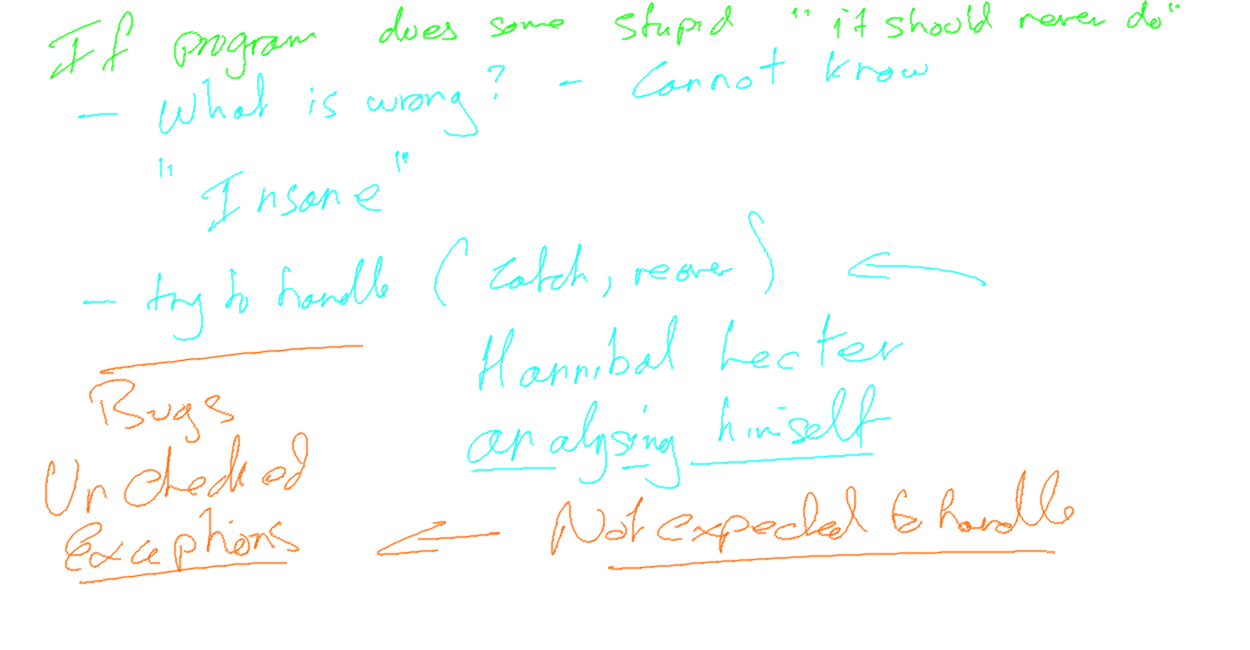 If program does some stupid "it should never do"
- What is wrong? - Cannot know
"Insane"
- try to handle (catch, recover) ←
Hannibal Lecter
analysing himself
Bugs
Unchecked
Exceptions ← Not expected to handle